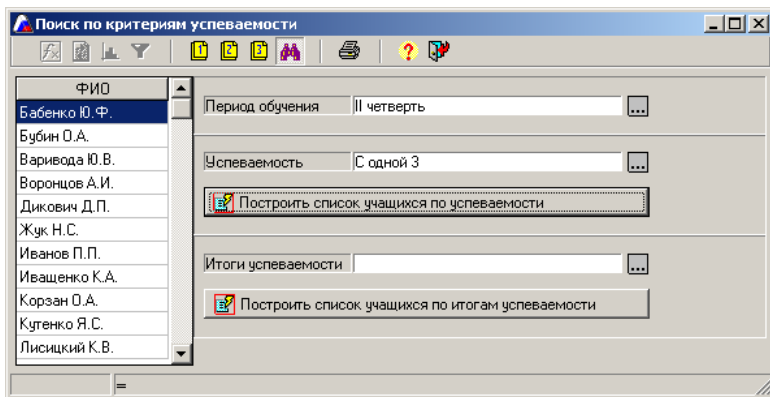 Поиск по критериям успеваемости
ФИО
Бабенко Ю.Ф.
Бубин О.А.
Варивода Ю.В.
Воронцов А.И.
Дикович Д.П.
Жук Н.С.
Иванов П.П.
Иващенко К.А.
Корзан О.А.
Кутенко Я.С.
Лисицкий К.В.
Период обучения II четверть ...
Успеваемость С одной 3 ...
Построить список учащихся по успеваемости
Итоги успеваемости ...
Построить список учащихся по итогам успеваемости
=